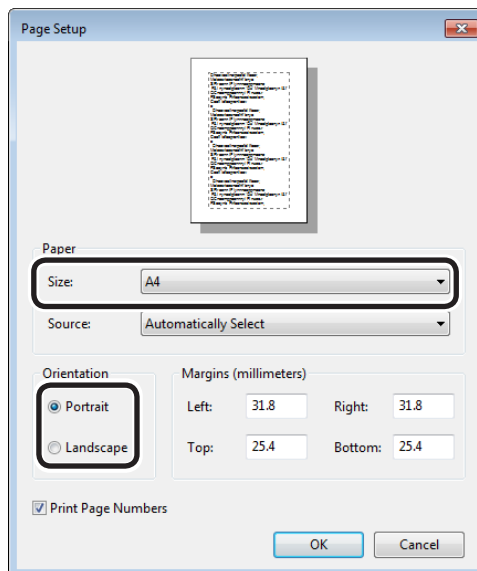 Page Setup
Paper
Size: A4
Source: Automatically Select
Orientation
Margins (millimeters)
Portrait
Left: 31.8 Right: 31.8
Landscape
Top: 25.4 Bottom: 25.4
Print Page Numbers
OK Cancel